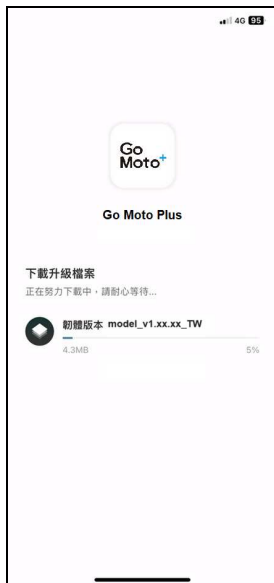 4G 95
Go
Moto+
Go Moto Plus
下載升級檔案
正在努力下載中，請耐心等待...
韌體版本 model_v1.xx.xx_TW
4.3MB 5%